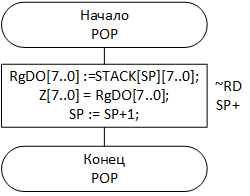 Начало
POP
RgDO[7..0] :=STACK[SP][7..0];
Z[7..0] = RgDO[7..0];
SP := SP+1;
~RD
SP+
Конец
POP